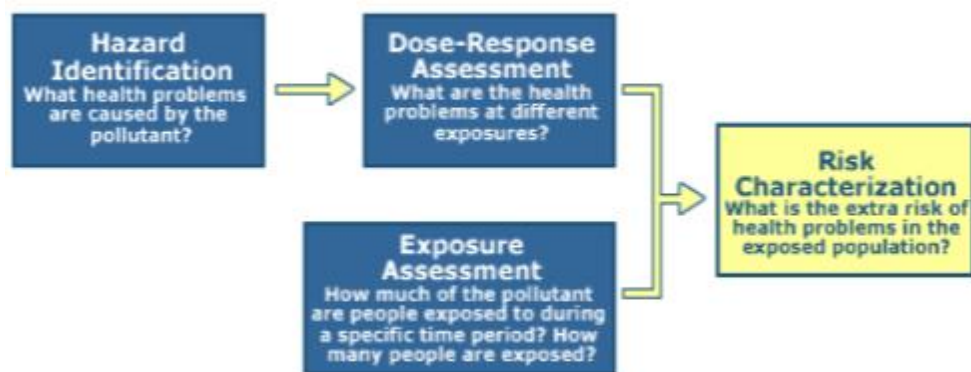 Hazard
Identification
What health problems
are caused by the
pollutant?
Dose-Response
Assessment
What are the health
problems at different
exposures?
Exposure
Assessment
How much of the pollutant
are people exposed to during
a specific time period? How
many people are exposed?
Risk
Characterization
What is the extra risk of
health problems in the
exposed population?